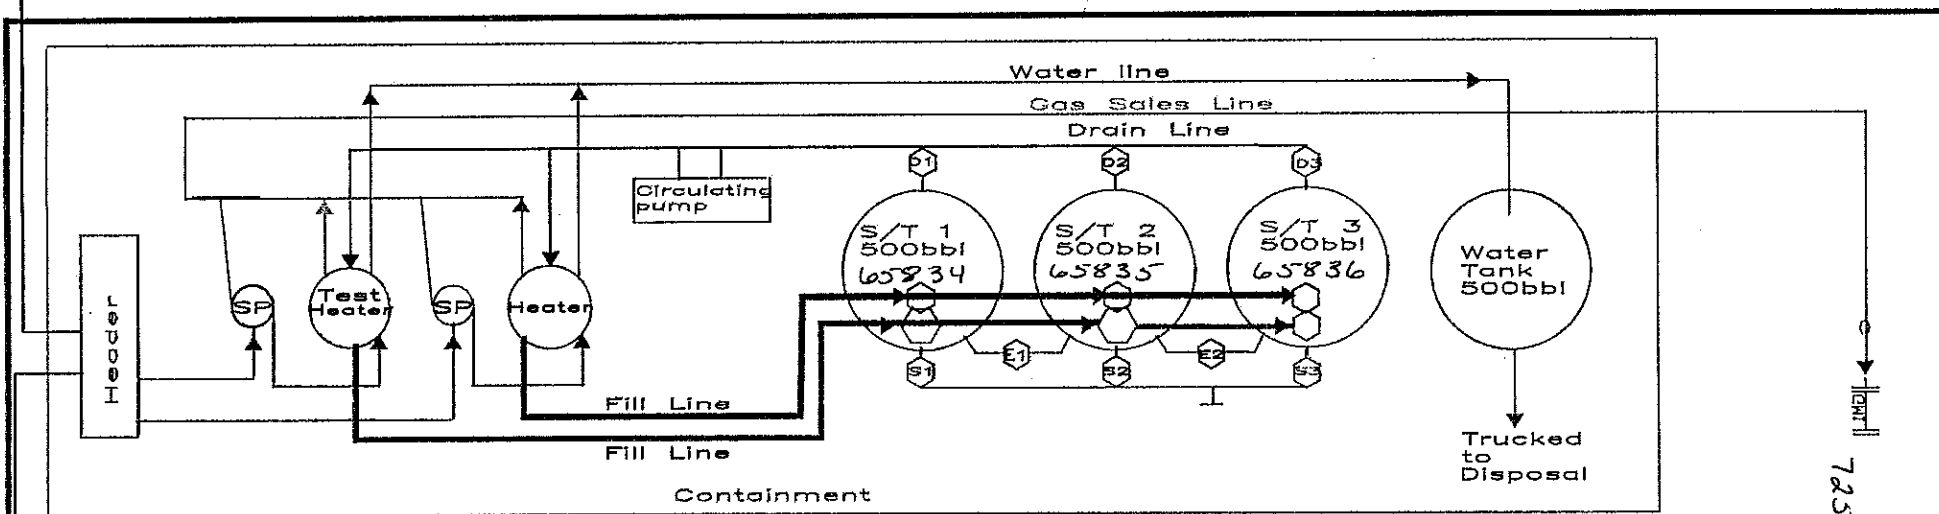 Water line
Gas Sales Line
Drain Line
D1
D2
D3
Circulating
pump
S/T 1
500bbl
65834
S/T 2
500bbl
65835
S/T 3
500bbl
65836
Water
Tank
500bbl
Header
SP
Test
Heater
SP
Heater
E1
E2
S1
S2
S3
Fill Line
Fill Line
Trucked
to
Disposal
Containment
725